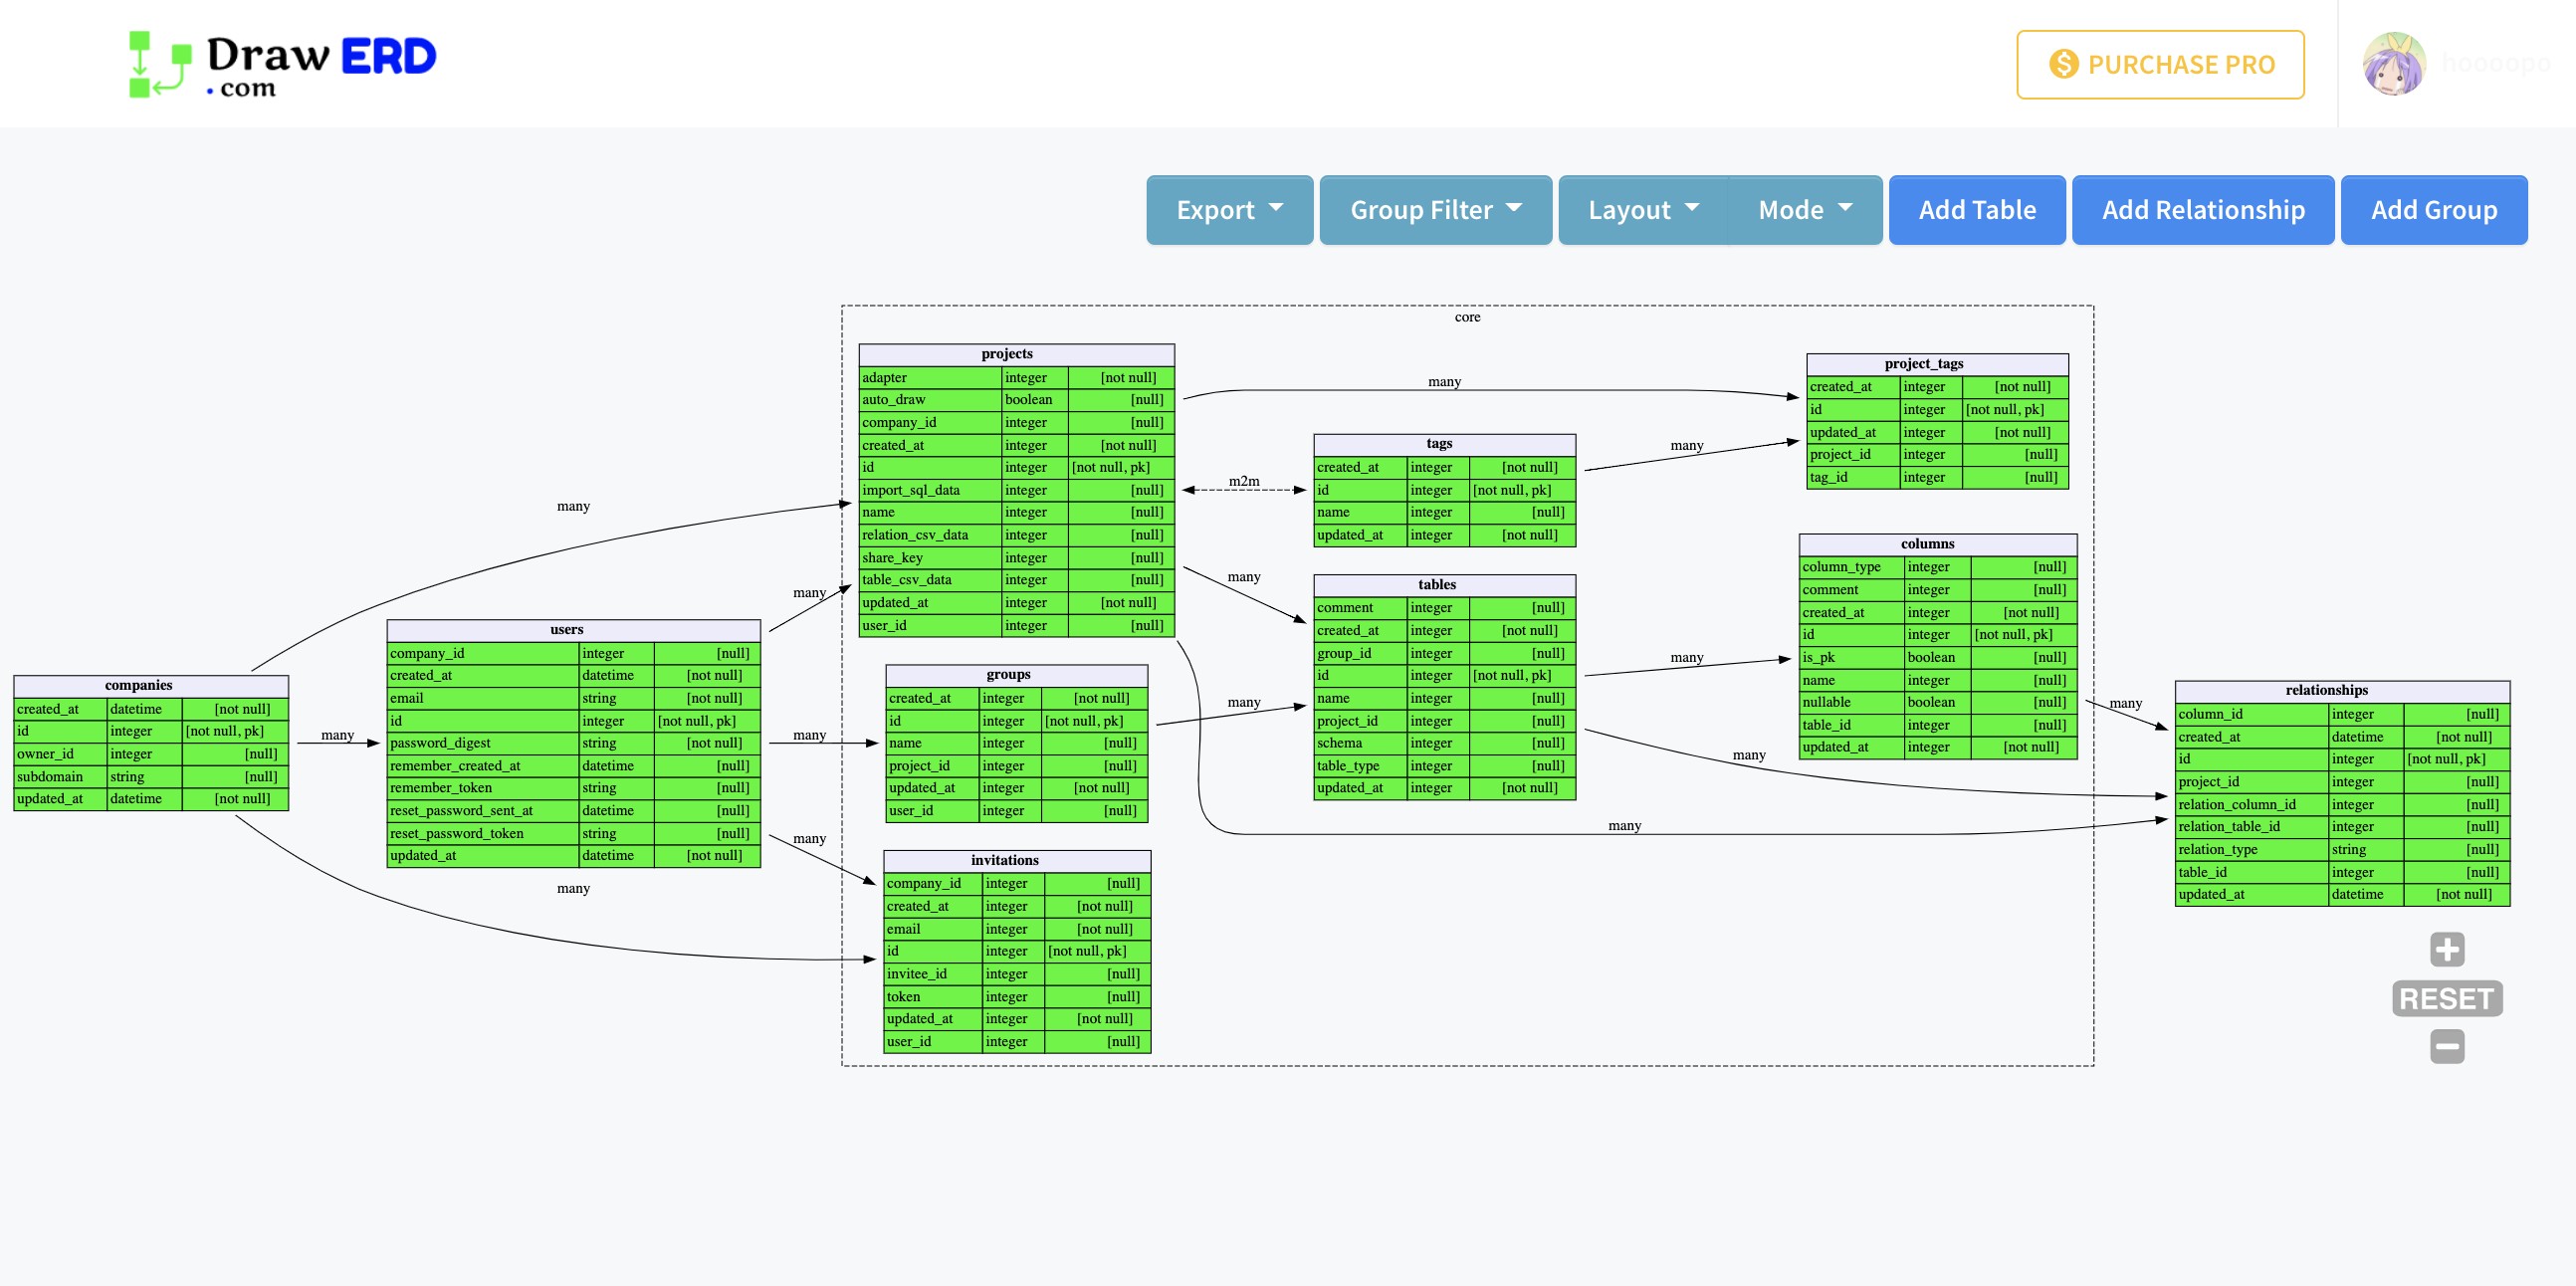 Draw ERD
.com
PURCHASE PRO
hoooopo
Export
Group Filter
Layout
Mode
Add Table
Add Relationship
Add Group
core
companies
created_at datetime [not null]
id integer [not null, pk]
owner_id integer [null]
subdomain string [null]
updated_at datetime [not null]
many
many
many
users
company_id integer [null]
created_at datetime [not null]
email string [not null]
id integer [not null, pk]
password_digest string [not null]
remember_created_at datetime [null]
remember_token string [null]
reset_password_sent_at datetime [null]
reset_password_token string [null]
updated_at datetime [not null]
many
many
many
projects
adapter integer [not null]
auto_draw boolean [null]
company_id integer [null]
created_at integer [not null]
id integer [not null, pk]
import_sql_data integer [null]
name integer [null]
relation_csv_data integer [null]
share_key integer [null]
table_csv_data integer [null]
updated_at integer [not null]
user_id integer [null]
groups
created_at integer [not null]
id integer [not null, pk]
name integer [null]
project_id integer [null]
updated_at integer [not null]
user_id integer [null]
invitations
company_id integer [null]
created_at integer [not null]
email integer [not null]
id integer [not null, pk]
invitee_id integer [null]
token integer [null]
updated_at integer [not null]
user_id integer [null]
many
m2m
many
many
many
tags
created_at integer [not null]
id integer [not null, pk]
name integer [null]
updated_at integer [not null]
tables
comment integer [null]
created_at integer [not null]
group_id integer [null]
id integer [not null, pk]
name integer [null]
project_id integer [null]
schema integer [null]
table_type integer [null]
updated_at integer [not null]
many
many
many
project_tags
created_at integer [not null]
id integer [not null, pk]
updated_at integer [not null]
project_id integer [null]
tag_id integer [null]
columns
column_type integer [null]
comment integer [null]
created_at integer [not null]
id integer [not null, pk]
is_pk boolean [null]
name integer [null]
nullable boolean [null]
table_id integer [null]
updated_at integer [not null]
many
relationships
column_id integer [null]
created_at datetime [not null]
id integer [not null, pk]
project_id integer [null]
relation_column_id integer [null]
relation_table_id integer [null]
relation_type string [null]
table_id integer [null]
updated_at datetime [not null]
RESET